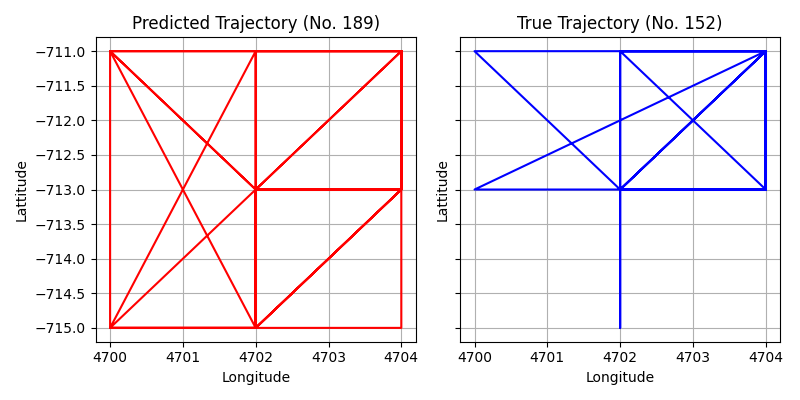 Predicted Trajectory (No. 189)
True Trajectory (No. 152)
−711.0
−711.5
−712.0
−712.5
−713.0
−713.5
−714.0
−714.5
−715.0
Lattitude
Lattitude
4700 4701 4702 4703 4704
4700 4701 4702 4703 4704
Longitude
Longitude